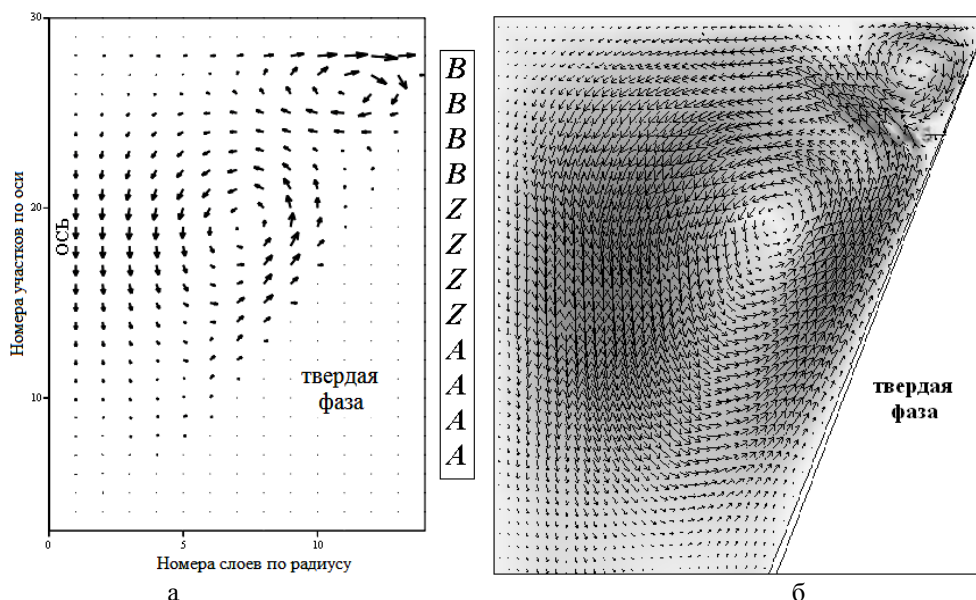 30
20
10
0
5
10
Номера участков по оси
ОСЬ
твердая
фаза
Номера слоев по радиусу
B
B
B
B
Z
Z
Z
Z
A
A
A
A
твердая
фаза
а
б